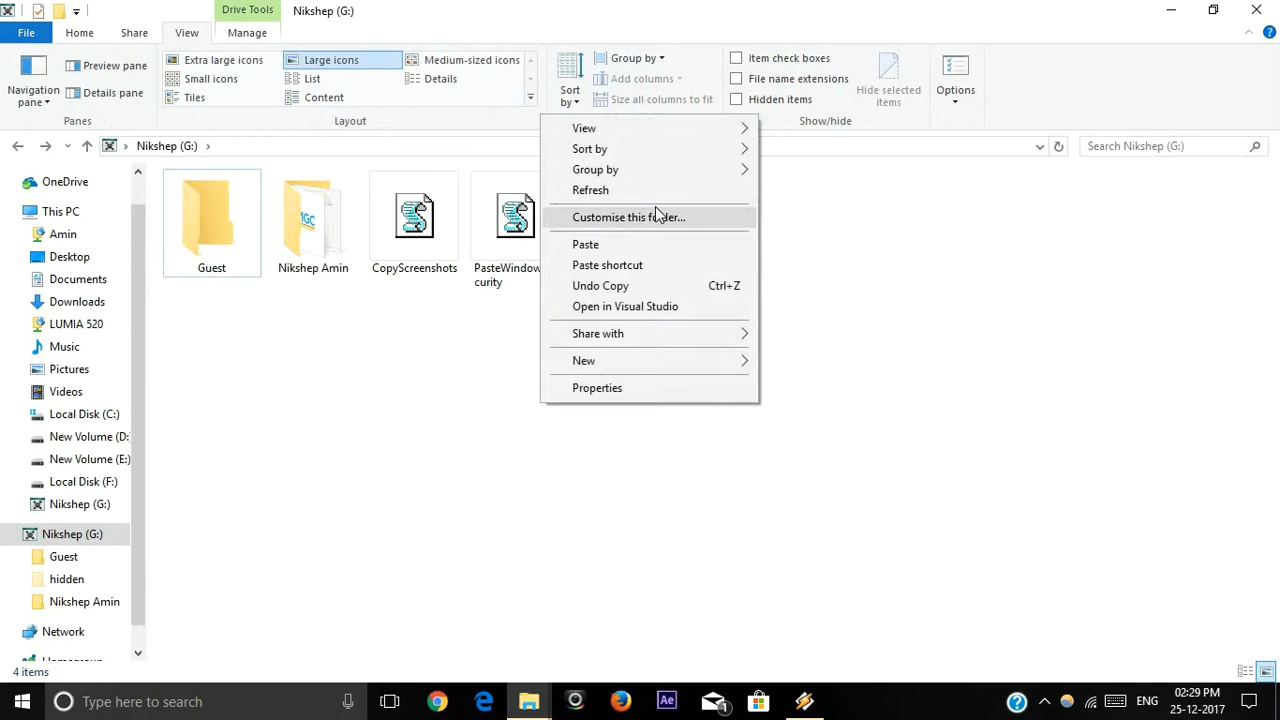 Drive Tools
Nikshep (G:)
File
Home
Share
View
Manage
Navigation pane
Preview pane
Details pane
Panes
Extra large icons
Large icons
Medium-sized icons
Small icons
List
Details
Tiles
Content
Layout
Sort by
Group by
Add columns
Size all columns to fit
Item check boxes
File name extensions
Hidden items
Hide selected items
Show/hide
Options
Nikshep (G:)
Search Nikshep (G:)
OneDrive
This PC
Amin
Desktop
Documents
Downloads
LUMIA 520
Music
Pictures
Videos
Local Disk (C:)
New Volume (D:
New Volume (E:)
Local Disk (F:)
Nikshep (G:)
Nikshep (G:)
Guest
hidden
Nikshep Amin
Network
Guest
MGC
Nikshep Amin
CopyScreenshots
PasteWindow
curity
View
Sort by
Group by
Refresh
Customise this folder...
Paste
Paste shortcut
Undo Copy Ctrl+Z
Open in Visual Studio
Share with
New
Properties
4 items
Type here to search
Ae
1
ENG
02:29 PM
25-12-2017